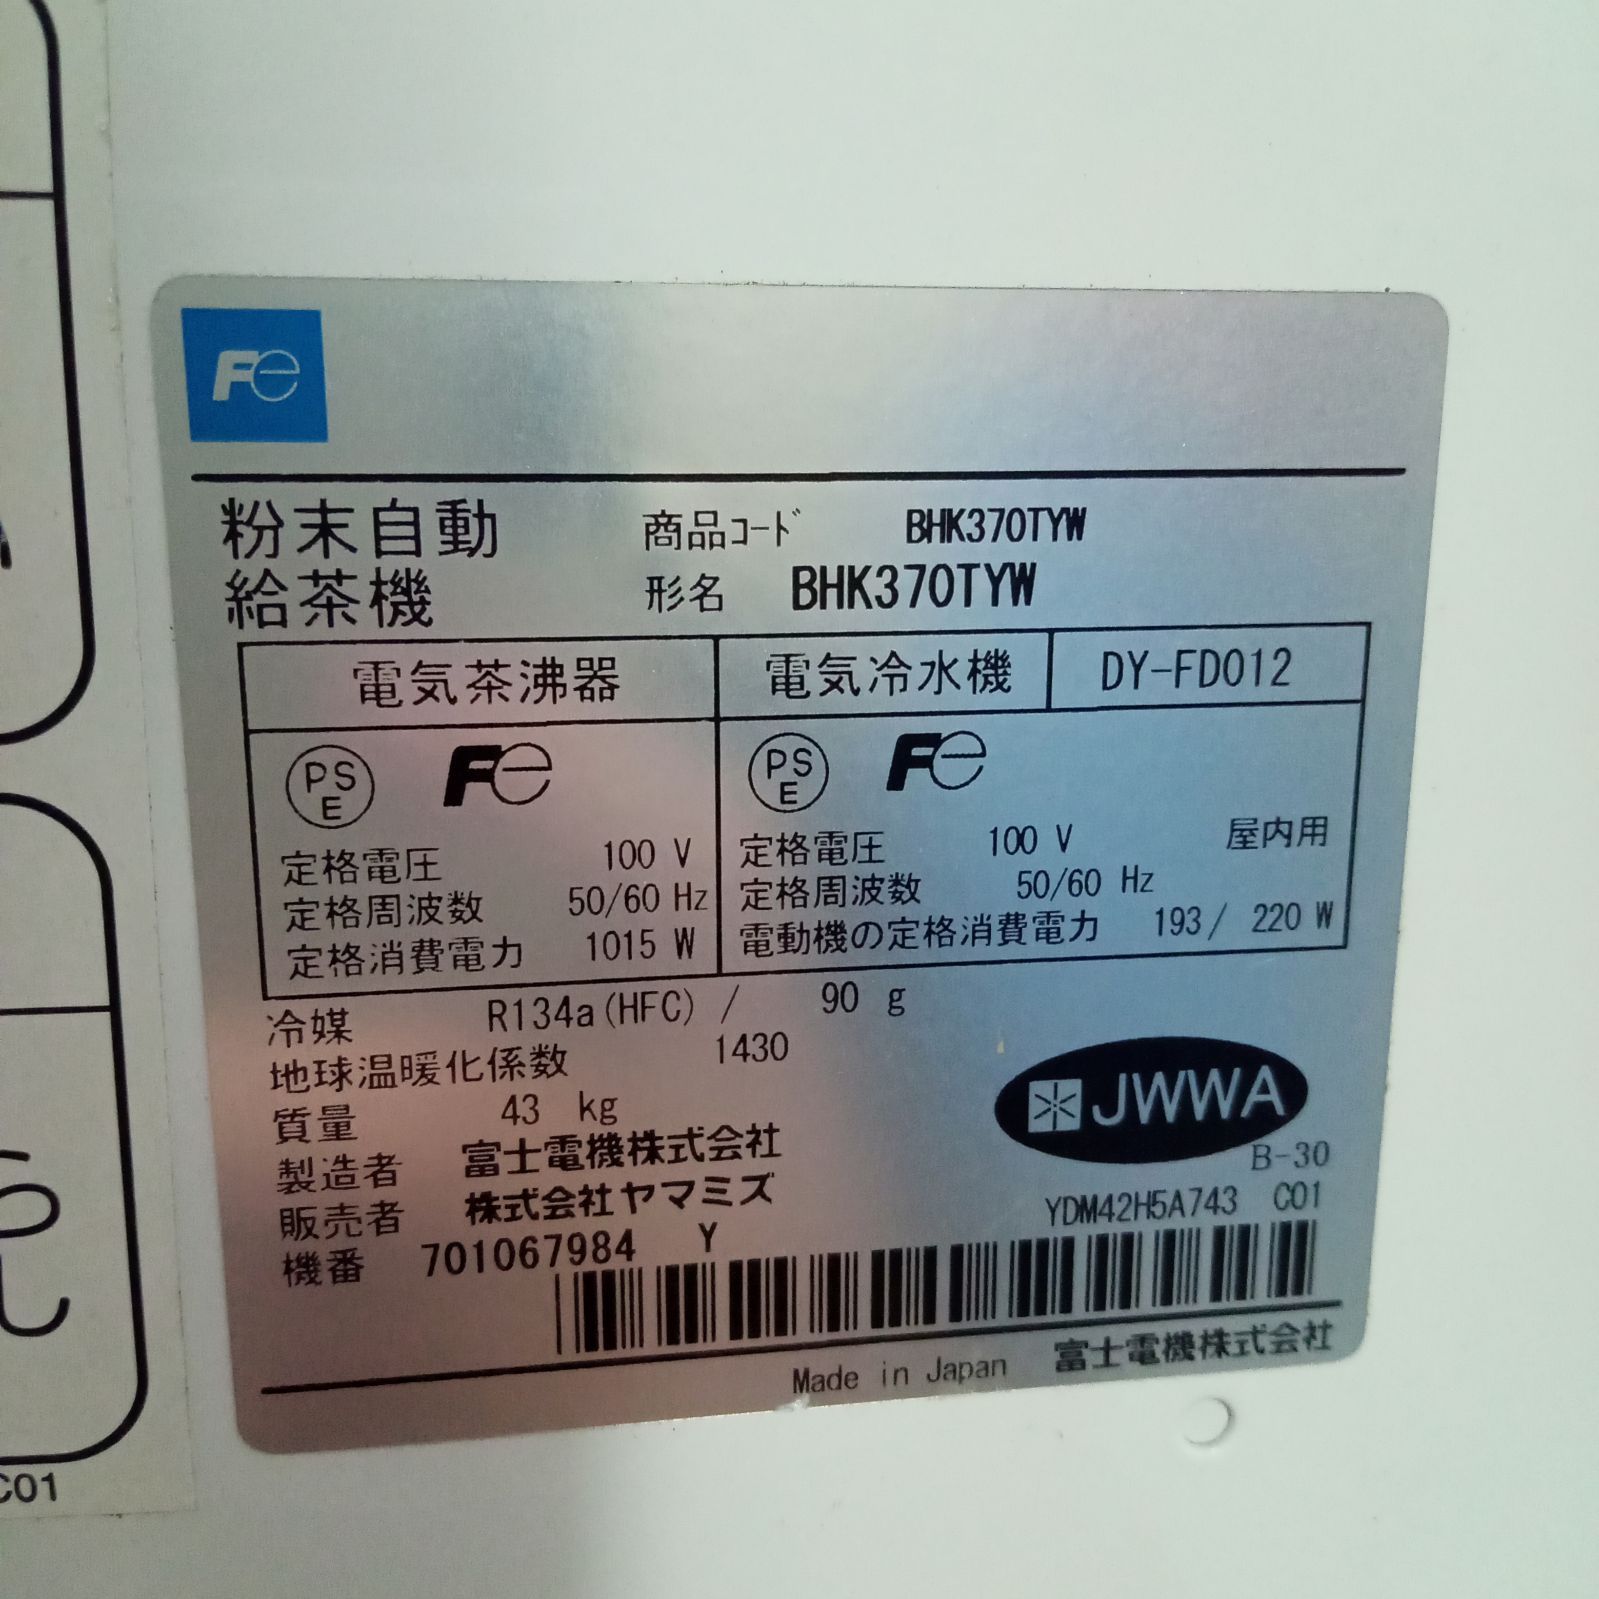 Fe
粉末自動
給茶機
商品コード BHK370TYW
形名 BHK370TYW
電気茶沸器
PSE Fe
定格電圧 100 V
定格周波数 50/60 Hz
定格消費電力 1015 W
電気冷水機 DY-FD012
PSE Fe
定格電圧 100 V 屋内用
定格周波数 50/60 Hz
電動機の定格消費電力 193/ 220 W
冷媒 R134a(HFC) / 90 g
地球温暖化係数 1430
質量 43 kg
製造者 富士電機株式会社
販売者 株式会社ヤマミズ
機番 701067984 Y
JWWA
B-30
YDM42H5A743 C01
Made in Japan 富士電機株式会社
C01